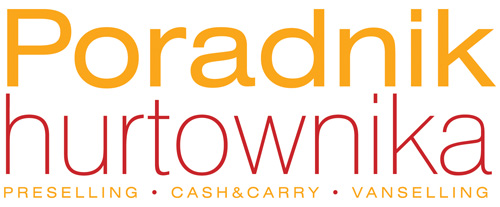 Poradnik
hurtownika
PRESELLING • CASH&CARRY • VANSELLING